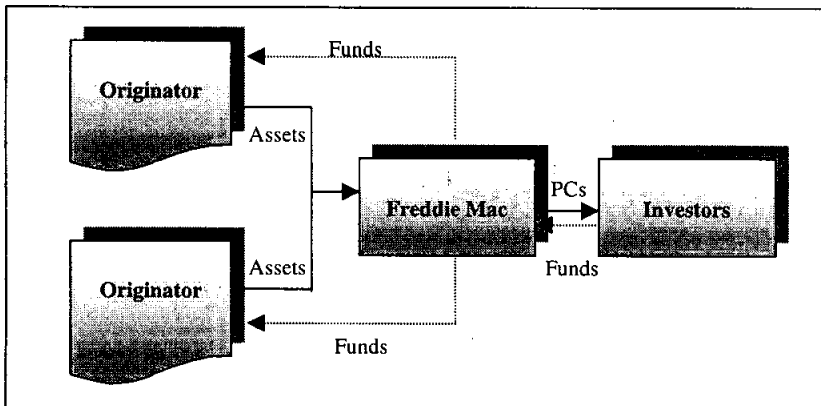 Funds
Originator
Assets
PCs
Freddie Mac
Investors
Assets
Funds
Originator
Funds